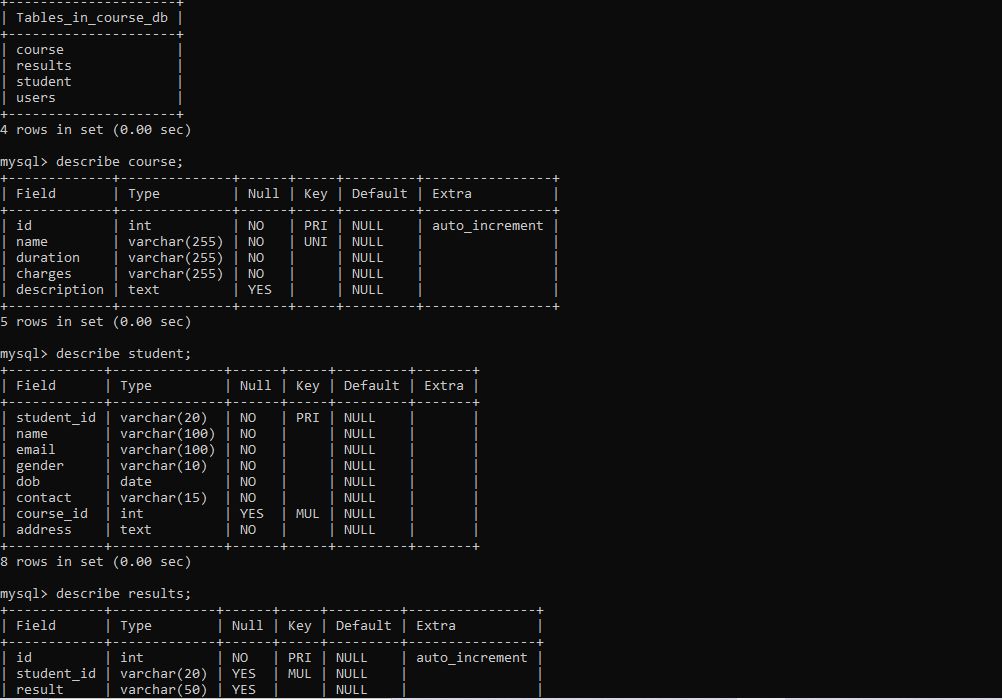 +---------------------+
| Tables_in_course_db |
+---------------------+
| course              |
| results             |
| student             |
| users               |
+---------------------+
4 rows in set (0.00 sec)

mysql> describe course;
+-------------+--------------+------+-----+---------+----------------+
| Field       | Type         | Null | Key | Default | Extra          |
+-------------+--------------+------+-----+---------+----------------+
| id          | int          | NO   | PRI | NULL    | auto_increment |
| name        | varchar(255) | NO   | UNI | NULL    |                |
| duration    | varchar(255) | NO   |     | NULL    |                |
| charges     | varchar(255) | NO   |     | NULL    |                |
| description | text         | YES  |     | NULL    |                |
+-------------+--------------+------+-----+---------+----------------+
5 rows in set (0.00 sec)

mysql> describe student;
+------------+--------------+------+-----+---------+-------+
| Field      | Type         | Null | Key | Default | Extra |
+------------+--------------+------+-----+---------+-------+
| student_id | varchar(20)  | NO   | PRI | NULL    |       |
| name       | varchar(100) | NO   |     | NULL    |       |
| email      | varchar(100) | NO   |     | NULL    |       |
| gender     | varchar(10)  | NO   |     | NULL    |       |
| dob        | date         | NO   |     | NULL    |       |
| contact    | varchar(15)  | NO   |     | NULL    |       |
| course_id  | int          | YES  | MUL | NULL    |       |
| address    | text         | NO   |     | NULL    |       |
+------------+--------------+------+-----+---------+-------+
8 rows in set (0.00 sec)

mysql> describe results;
+------------+-------------+------+-----+---------+----------------+
| Field      | Type        | Null | Key | Default | Extra          |
+------------+-------------+------+-----+---------+----------------+
| id         | int         | NO   | PRI | NULL    | auto_increment |
| student_id | varchar(20) | YES  | MUL | NULL    |                |
| result     | varchar(50) | YES  |     | NULL    |                |